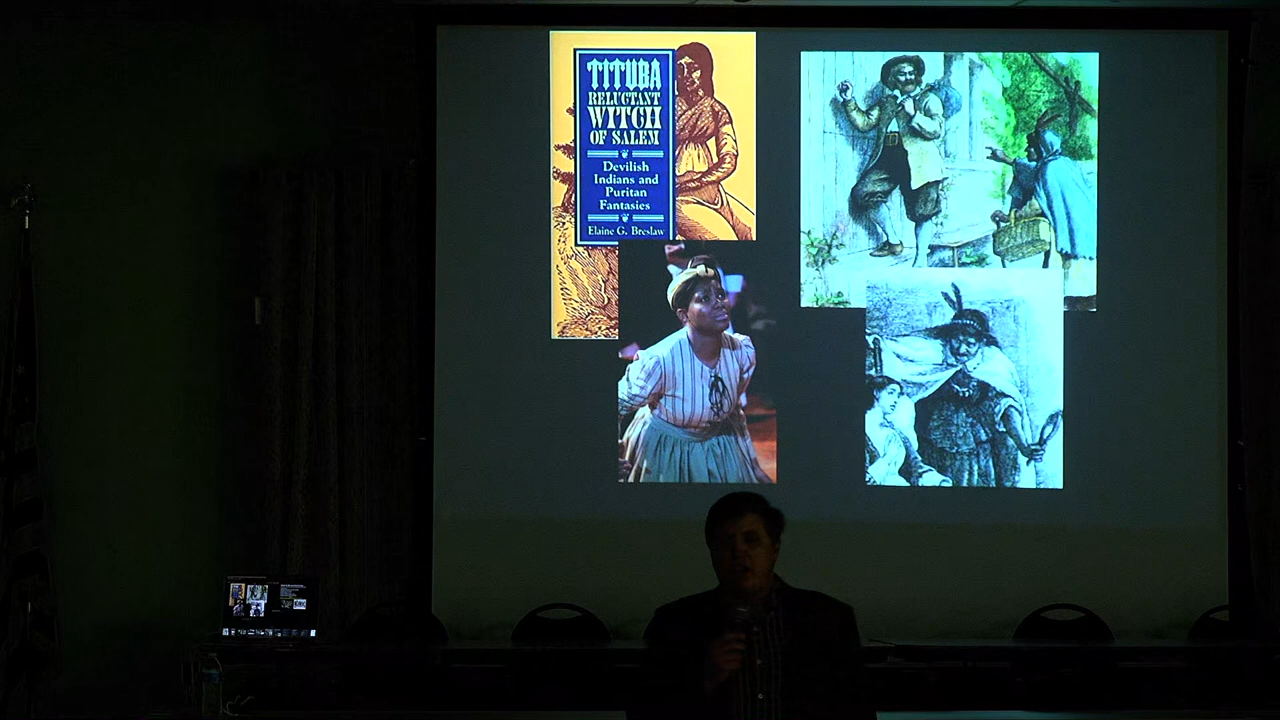 TITUBA
RELUCTANT
WITCH
OF SALEM
Devilish
Indians and
Puritan
Fantasies
Elaine G. Breslaw